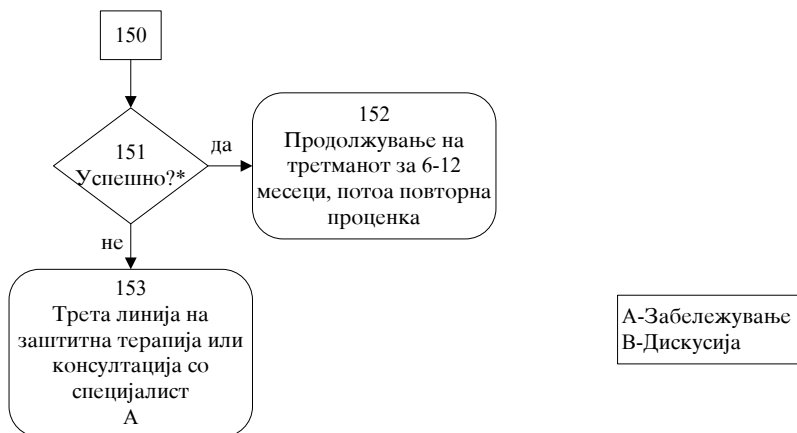 150
151
Успешно?*
да
152
Продолжување на
третманот за 6-12
месеци, потоа повторна
проценка
не
153
Трета линија на
заштитна терапија или
консултација со
специјалист
А
А-Забележување
В-Дискусија